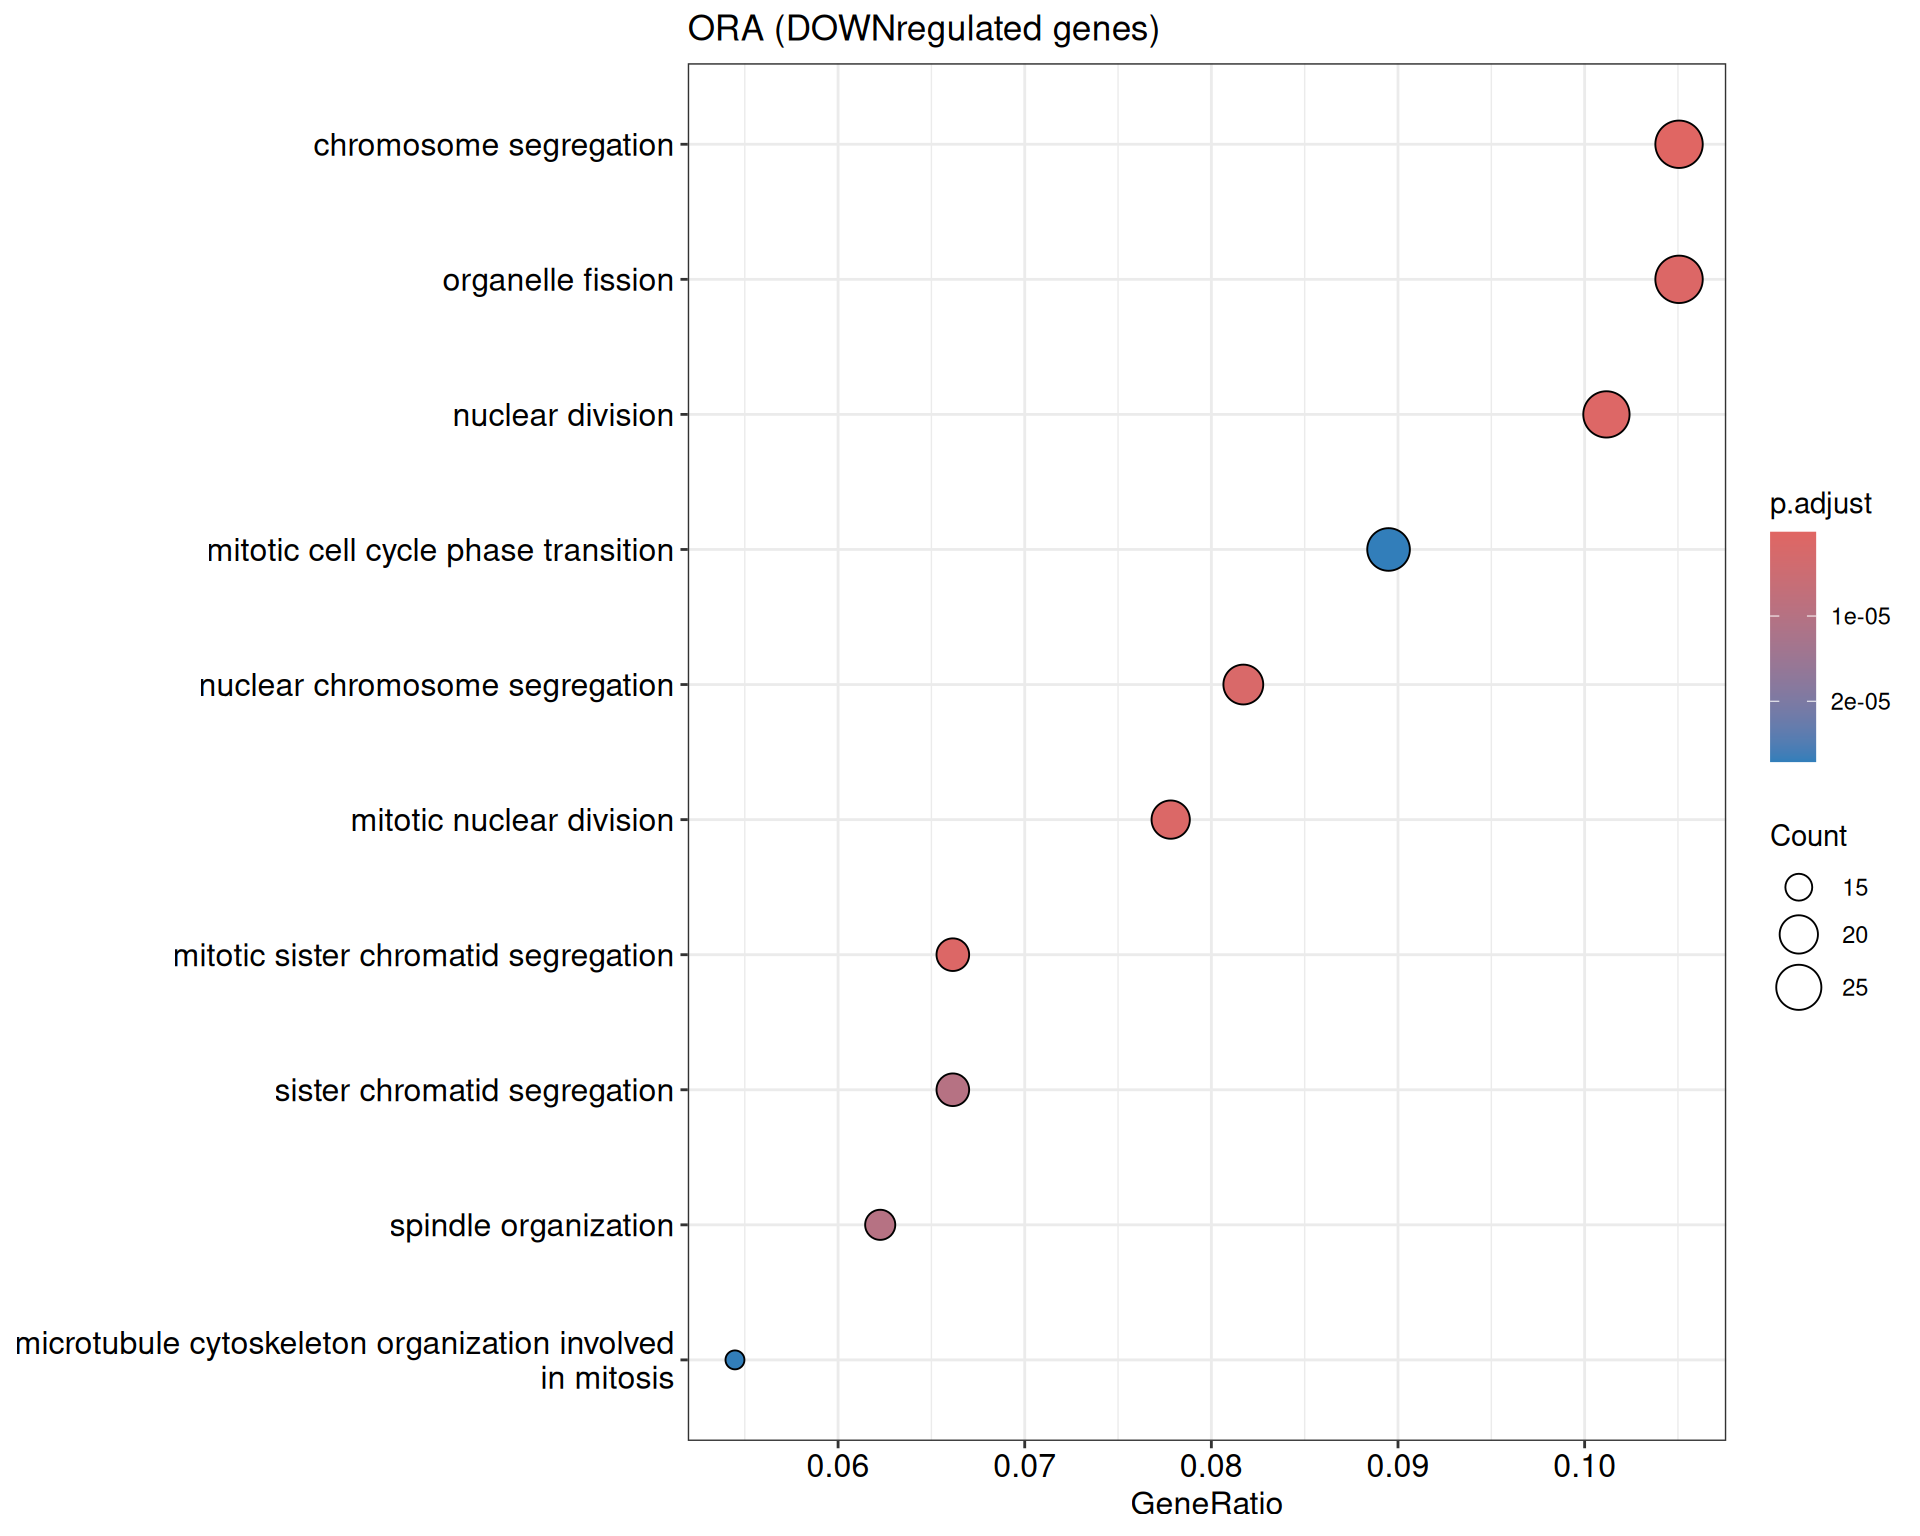 ORA (DOWNregulated genes)
chromosome segregation
organelle fission
nuclear division
mitotic cell cycle phase transition
nuclear chromosome segregation
mitotic nuclear division
mitotic sister chromatid segregation
sister chromatid segregation
spindle organization
microtubule cytoskeleton organization involved
in mitosis
0.06
0.07
0.08
0.09
0.10
GeneRatio
p.adjust
1e-05
2e-05
Count
15
20
25